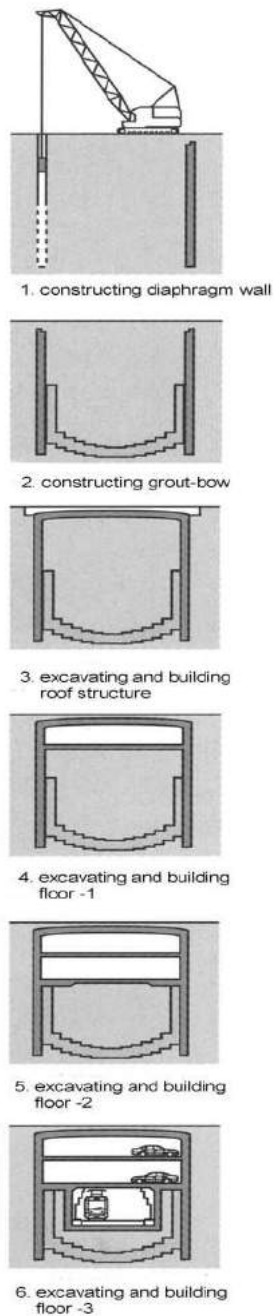 1. constructing diaphragm wall
2. constructing grout-bow
3. excavating and building
roof structure
4. excavating and building
floor -1
5. excavating and building
floor -2
6. excavating and building
floor -3